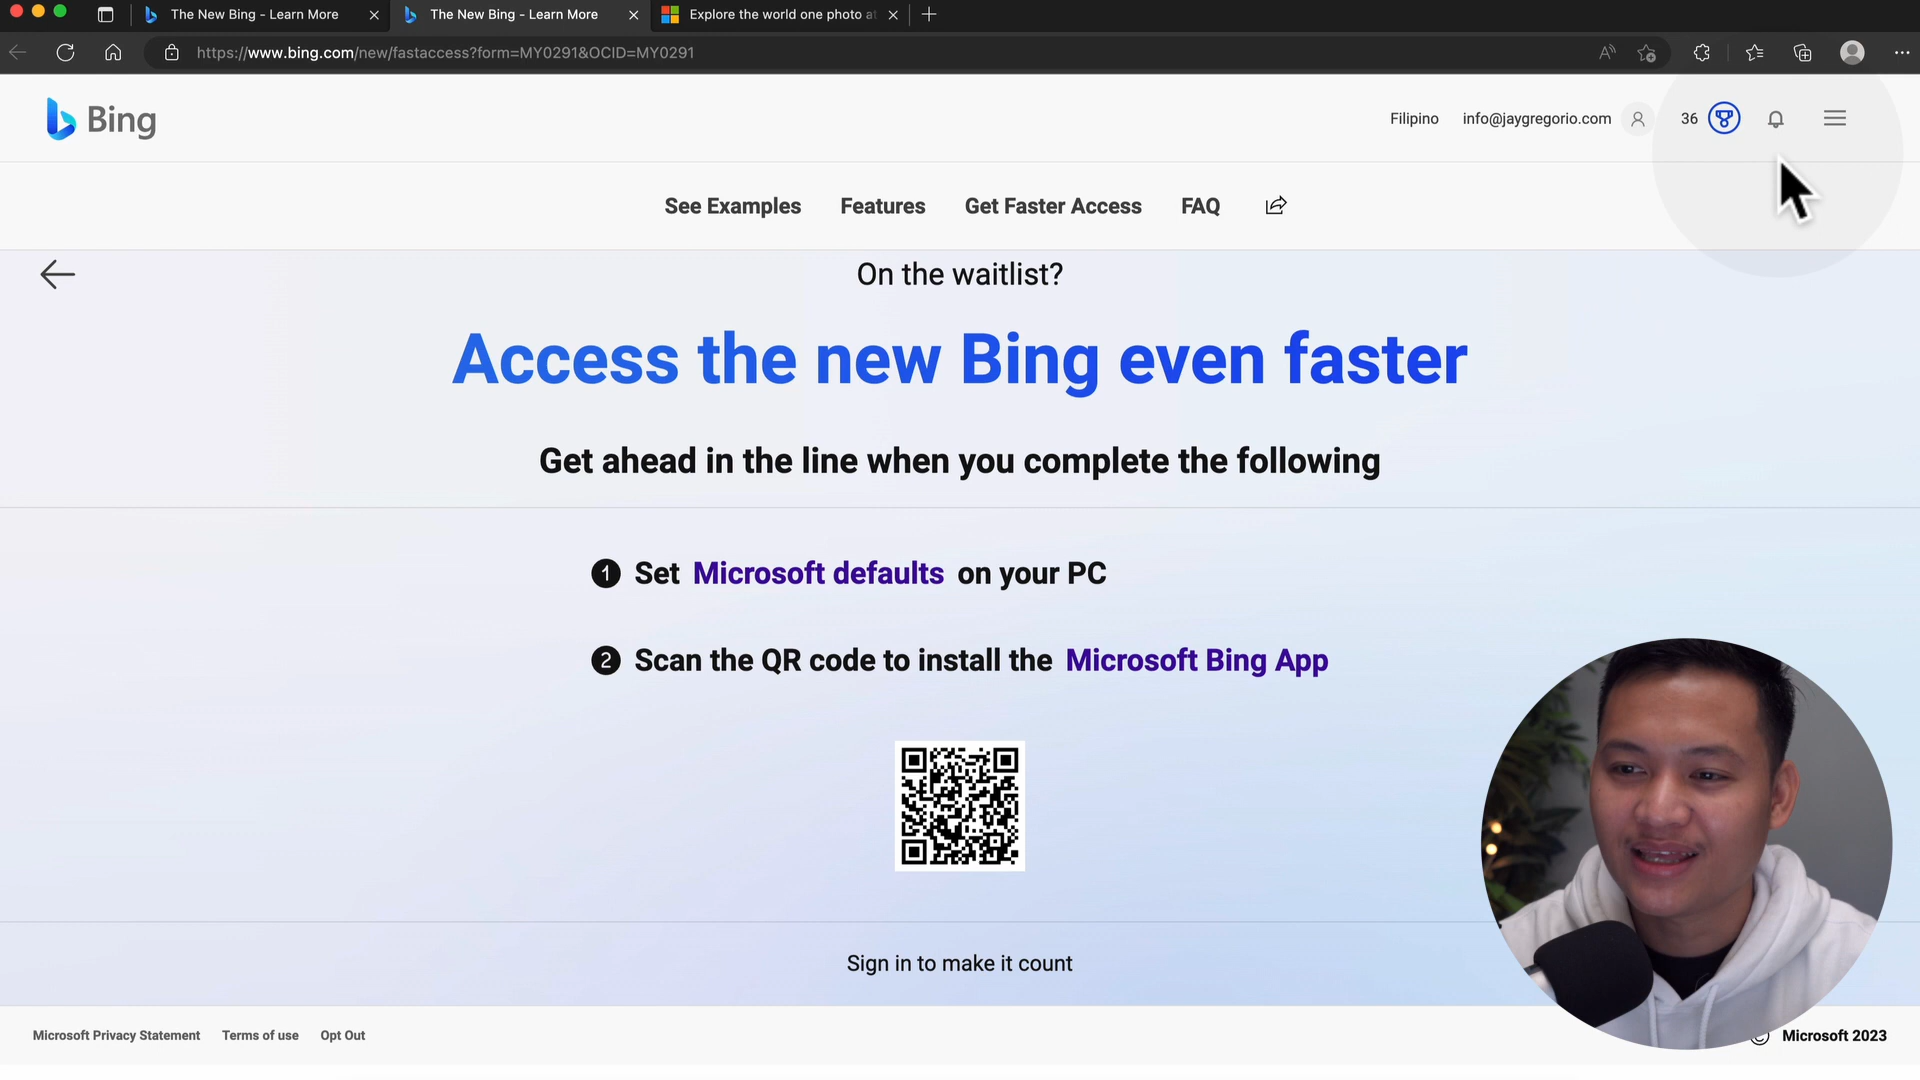 The New Bing - Learn More
The New Bing - Learn More
Explore the world one photo at
https://www.bing.com/new/fastaccess?form=MY0291&OCID=MY0291
Bing
Filipino
info@jaygregorio.com
36
See Examples
Features
Get Faster Access
FAQ
On the waitlist?
Access the new Bing even faster
Get ahead in the line when you complete the following
1 Set Microsoft defaults on your PC
2 Scan the QR code to install the Microsoft Bing App
Sign in to make it count
Microsoft Privacy Statement
Terms of use
Opt Out
© Microsoft 2023